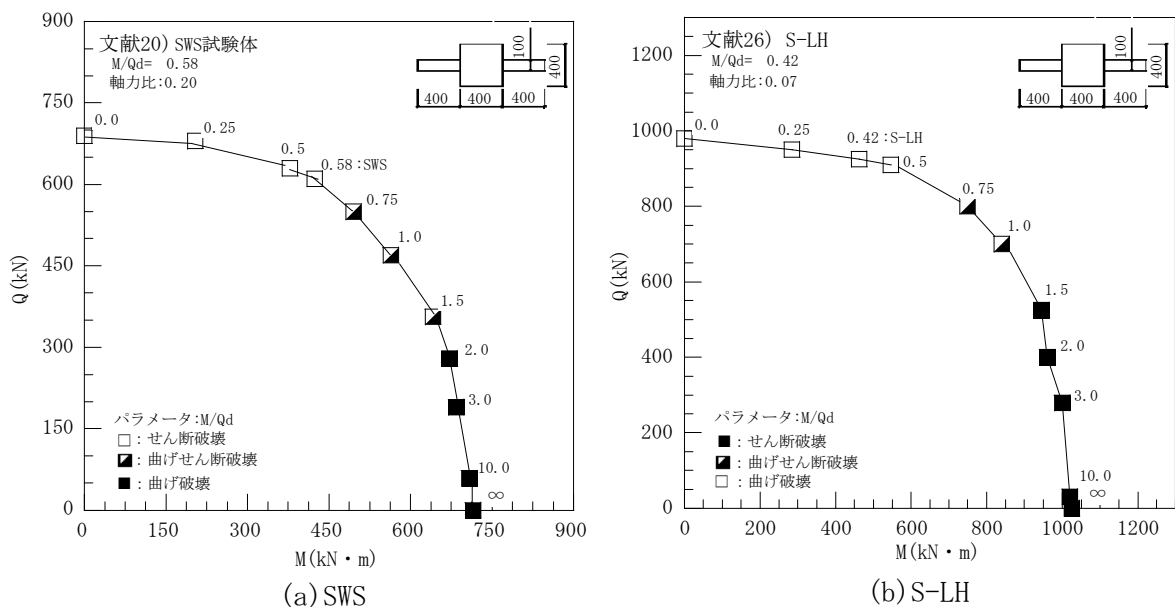 文献20)SWS試験体
M/Qd= 0.58
軸力比:0.20
100
400
400 400 400
900
750
600
450
300
150
0
Q(kN)
0.0
0.25
0.5
0.58:SWS
0.75
1.0
1.5
2.0
3.0
10.0
∞
パラメータ:M/Qd
□:せん断破壊
◪:曲げせん断破壊
■:曲げ破壊
0 150 300 450 600 750 900
M(kN・m)
(a)SWS
文献26) S-LH
M/Qd= 0.42
軸力比:0.07
100
400
400 400 400
1200
1000
800
600
400
200
0
Q(kN)
0.0
0.25
0.42:S-LH
0.5
0.75
1.0
1.5
2.0
3.0
10.0
∞
パラメータ:M/Qd
■:せん断破壊
◪:曲げせん断破壊
□:曲げ破壊
0 200 400 600 800 1000 1200
M(kN・m)
(b)S-LH